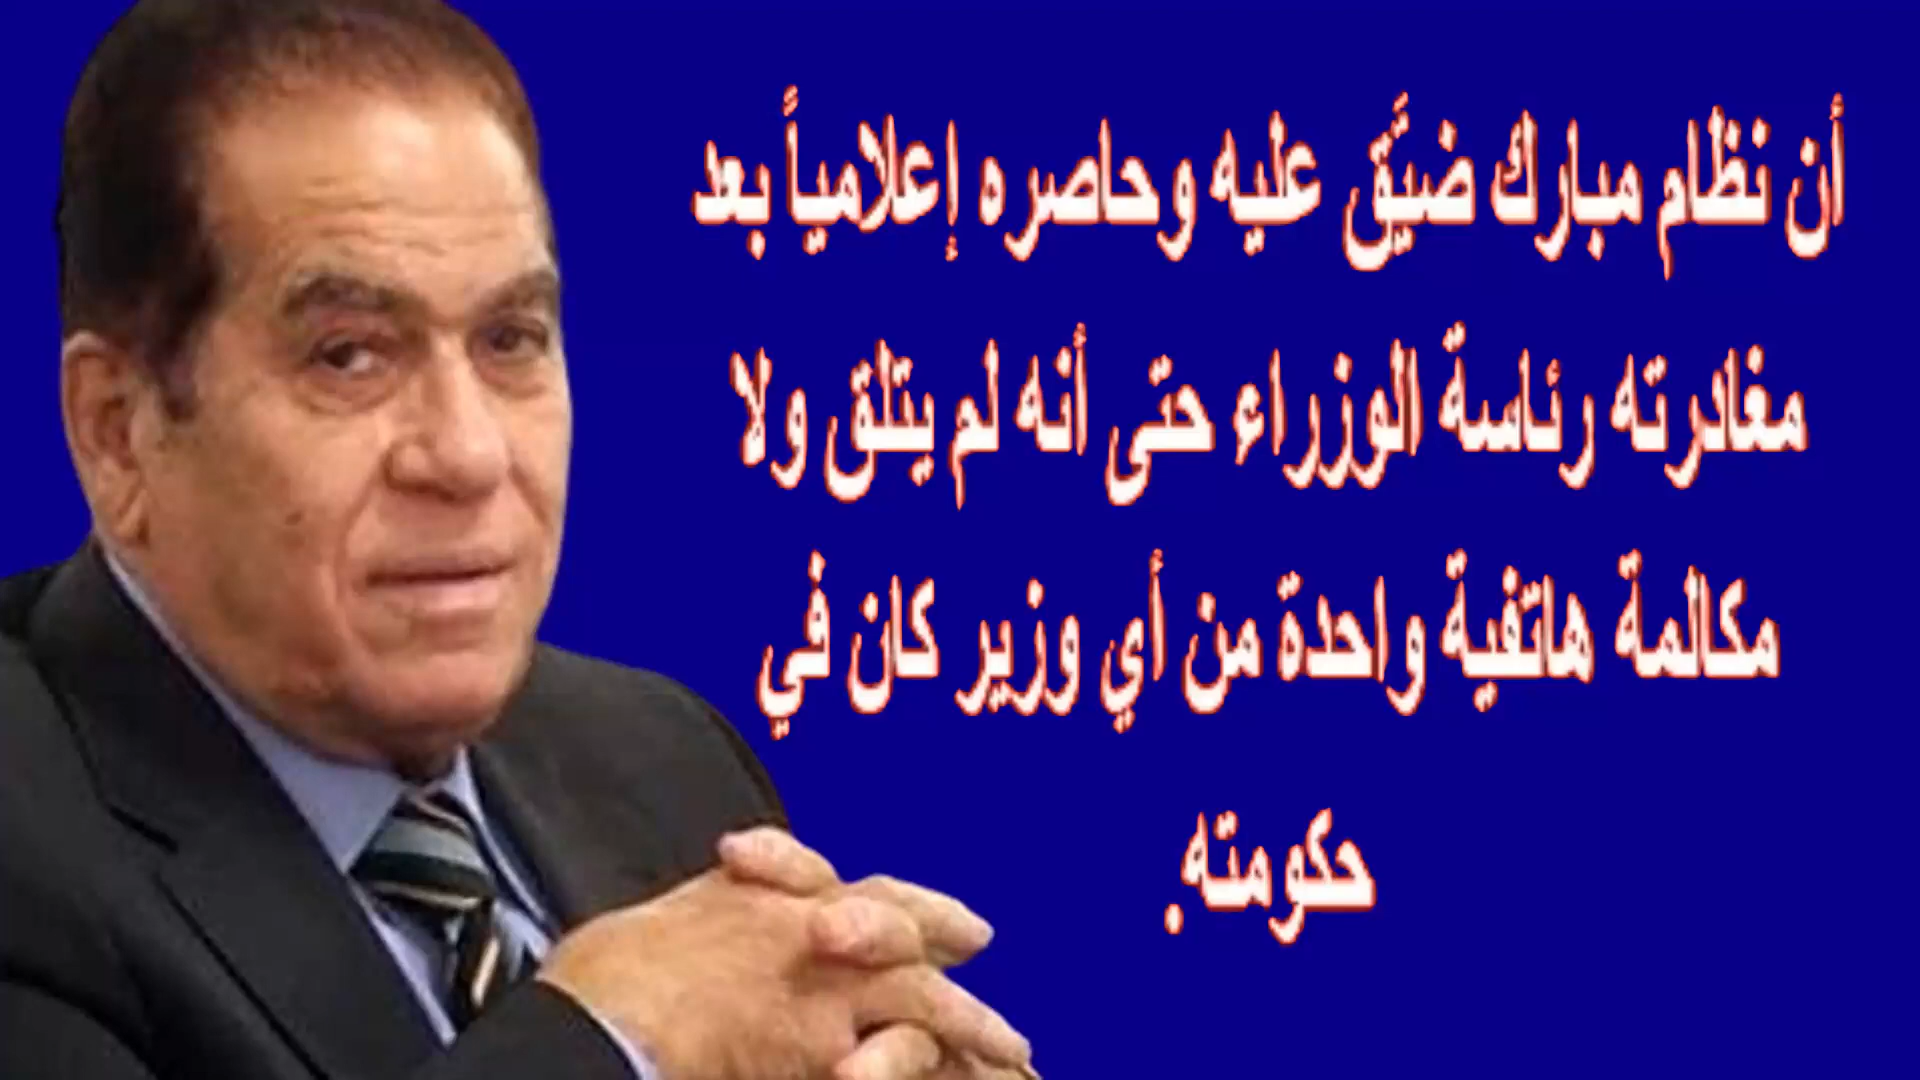 أن نظام مبارك ضيَّق عليه وحاصره إعلامياً بعد
مغادرته رئاسة الوزراء حتى أنه لم يتلق ولا
مكالمة هاتفية واحدة من أي وزير كان في
حكومته.